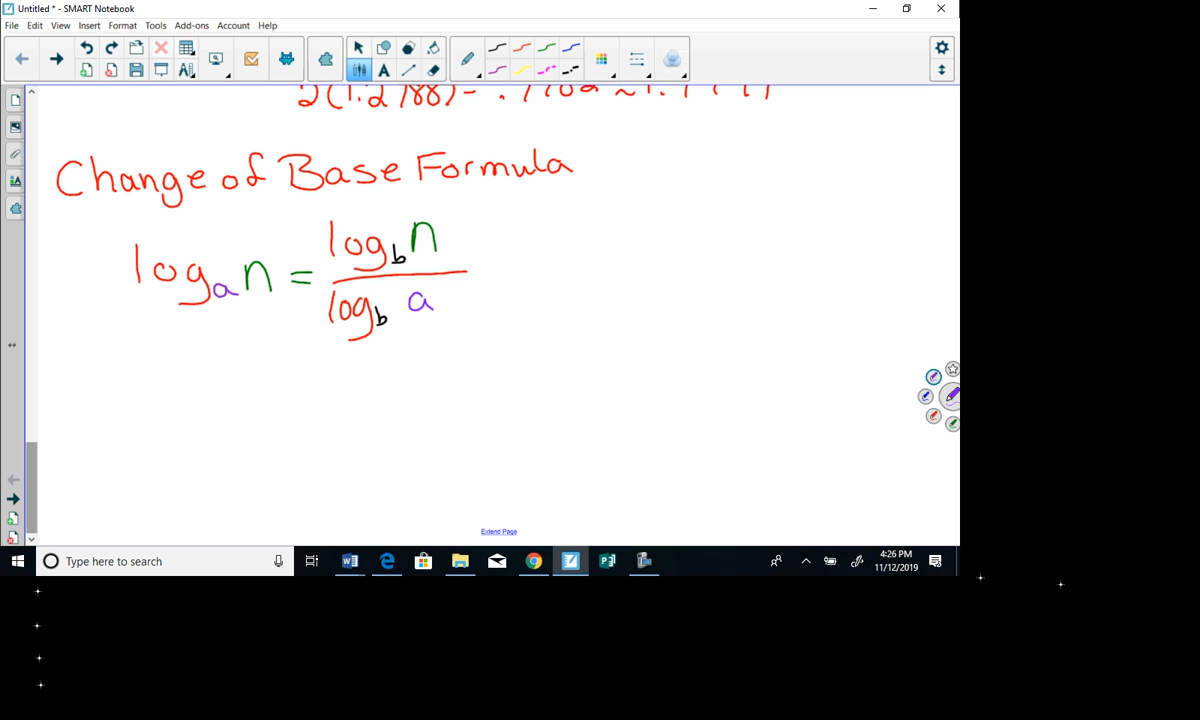 Untitled * - SMART Notebook
File Edit View Insert Format Tools Add-ons Account Help
Change of Base Formula
logₐ n = log_b n / log_b a
Extend Page
Type here to search
4:26 PM
11/12/2019